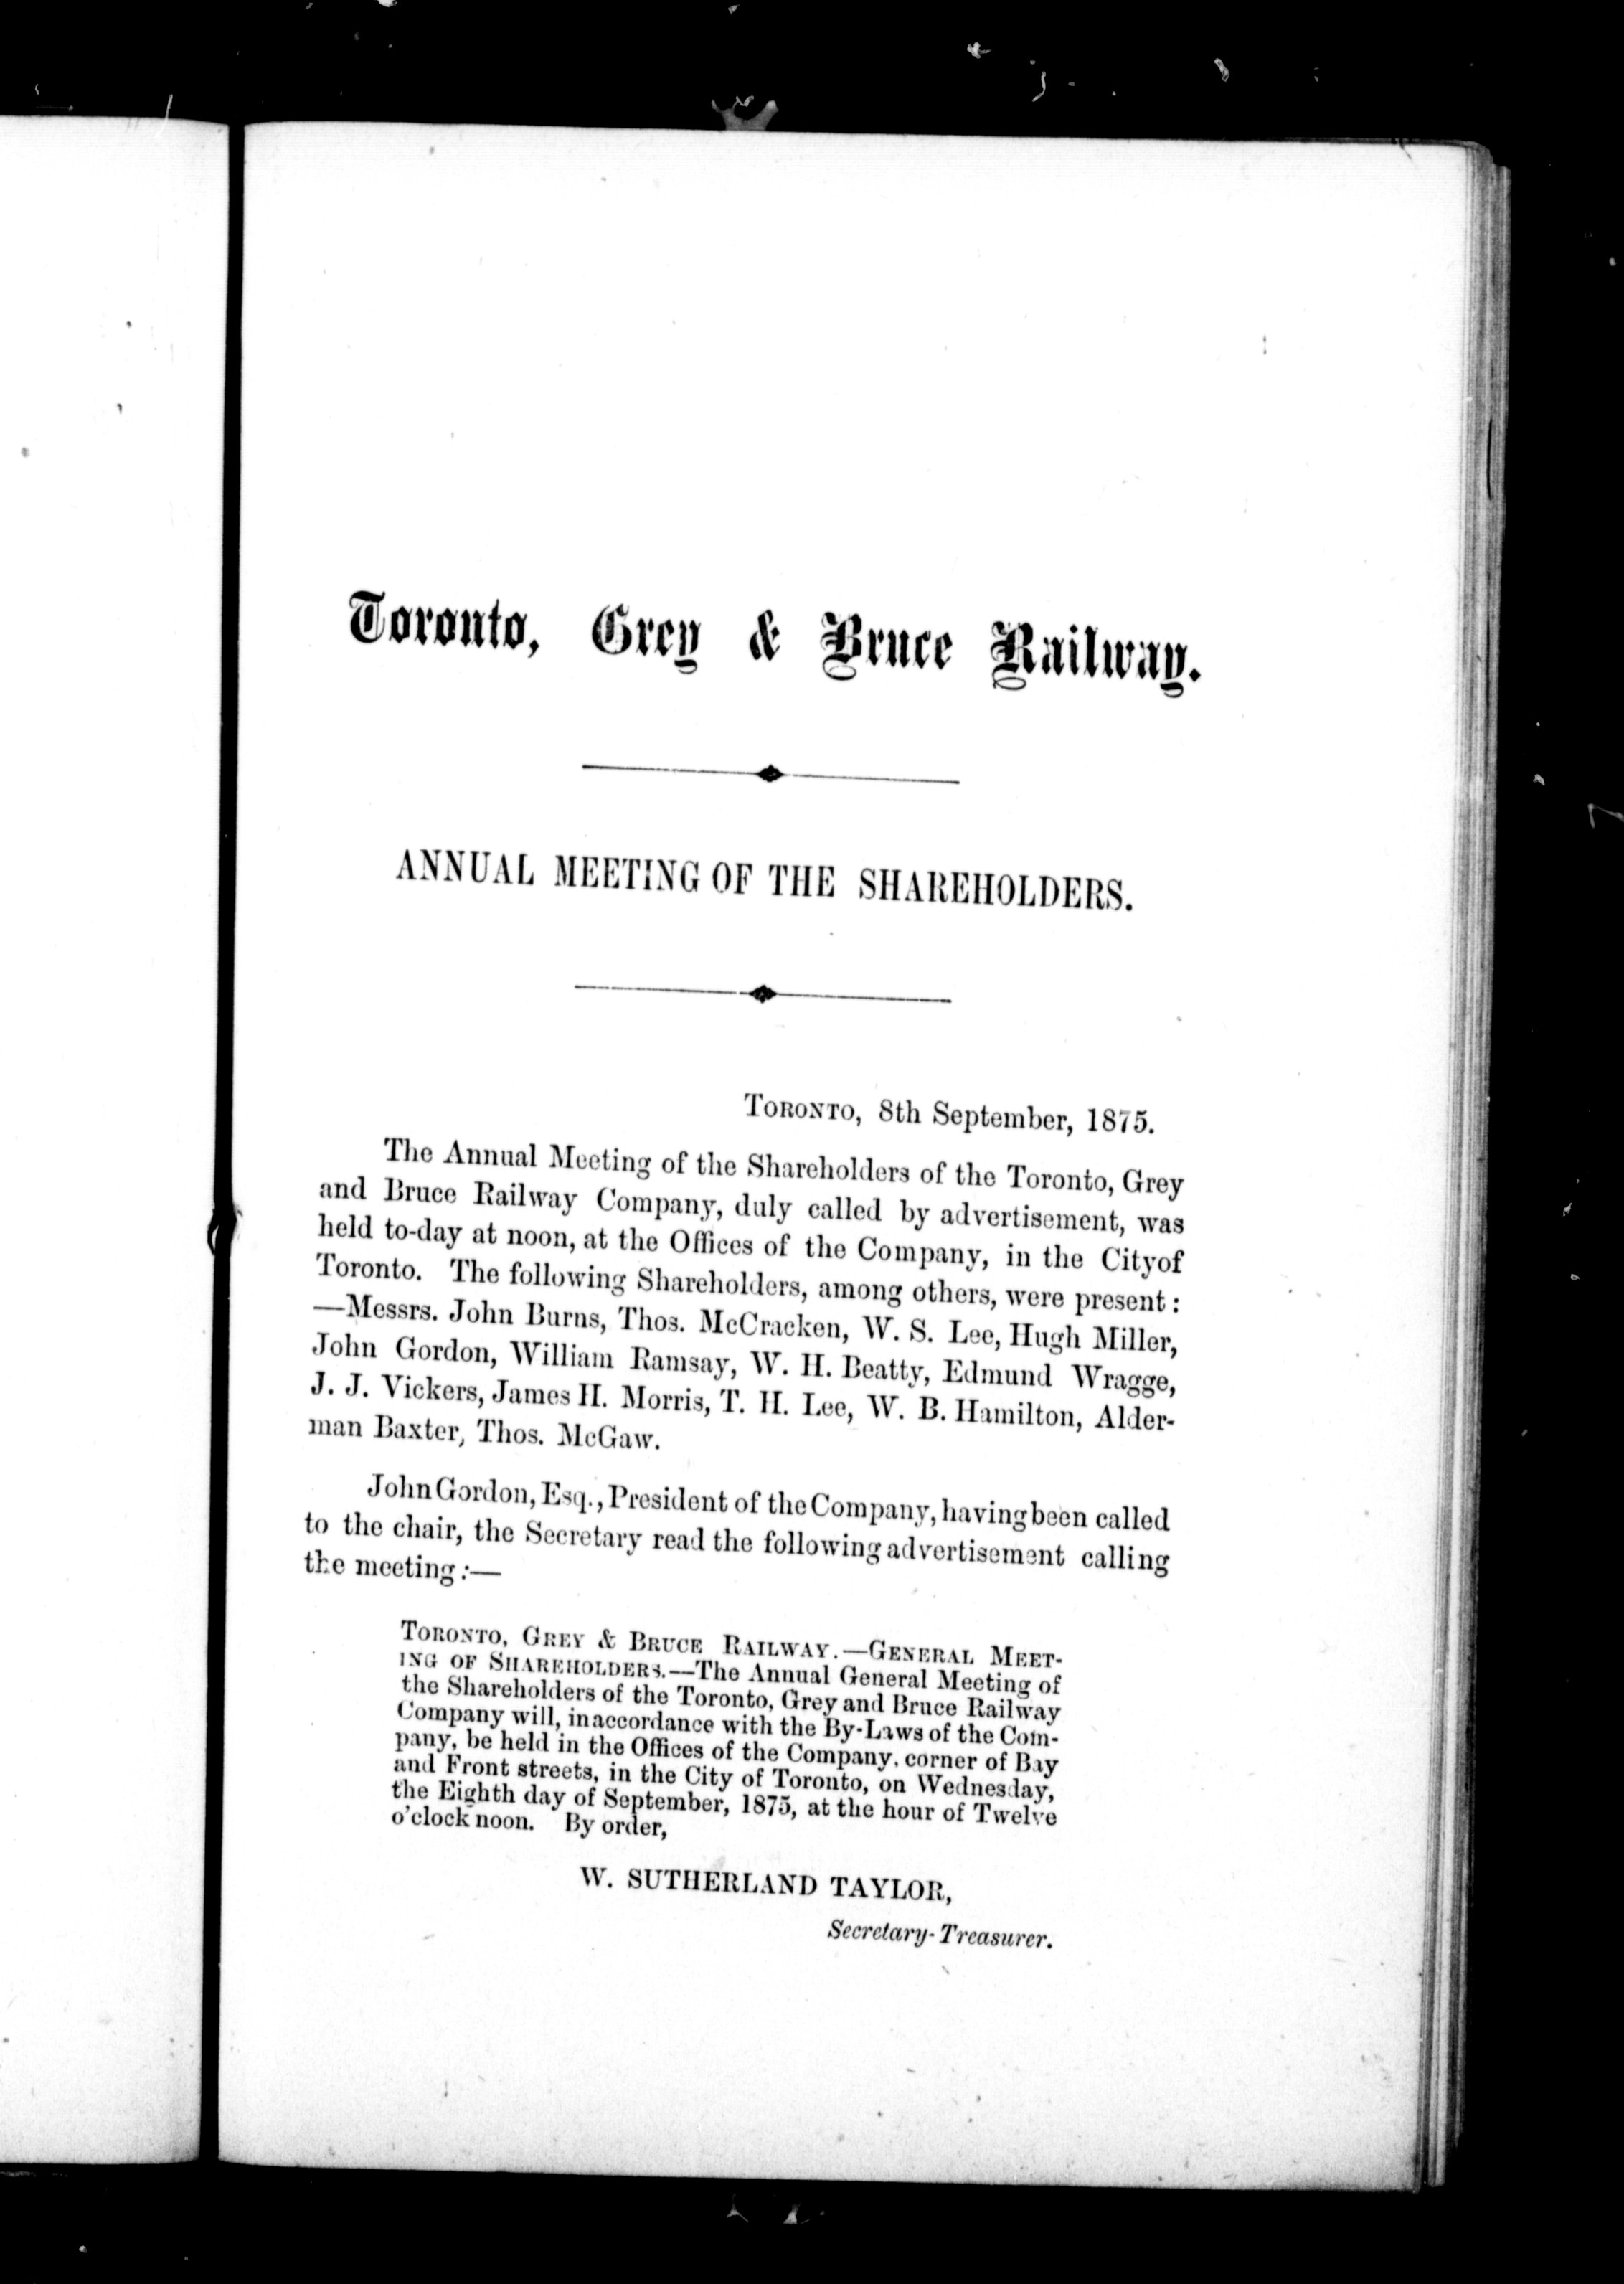 Toronto, Grey & Bruce Railway.
ANNUAL MEETING OF THE SHAREHOLDERS.
TORONTO, 8th September, 1875.
The Annual Meeting of the Shareholders of the Toronto, Grey
and Bruce Railway Company, duly called by advertisement, was
held to-day at noon, at the Offices of the Company, in the Cityof
Toronto. The following Shareholders, among others, were present:
—Messrs. John Burns, Thos. McCracken, W. S. Lee, Hugh Miller,
John Gordon, William Ramsay, W. H. Beatty, Edmund Wragge,
J. J. Vickers, James H. Morris, T. H. Lee, W. B. Hamilton, Alder-
man Baxter, Thos. McGaw.
John Gordon, Esq., President of the Company, having been called
to the chair, the Secretary read the following advertisement calling
the meeting:—
TORONTO, GREY & BRUCE RAILWAY.—GENERAL MEET-
ING OF SHAREHOLDERS.—The Annual General Meeting of
the Shareholders of the Toronto, Grey and Bruce Railway
Company will, in accordance with the By-Laws of the Com-
pany, be held in the Offices of the Company, corner of Bay
and Front streets, in the City of Toronto, on Wednesday,
the Eighth day of September, 1875, at the hour of Twelve
o'clock noon. By order,
W. SUTHERLAND TAYLOR,
Secretary-Treasurer.